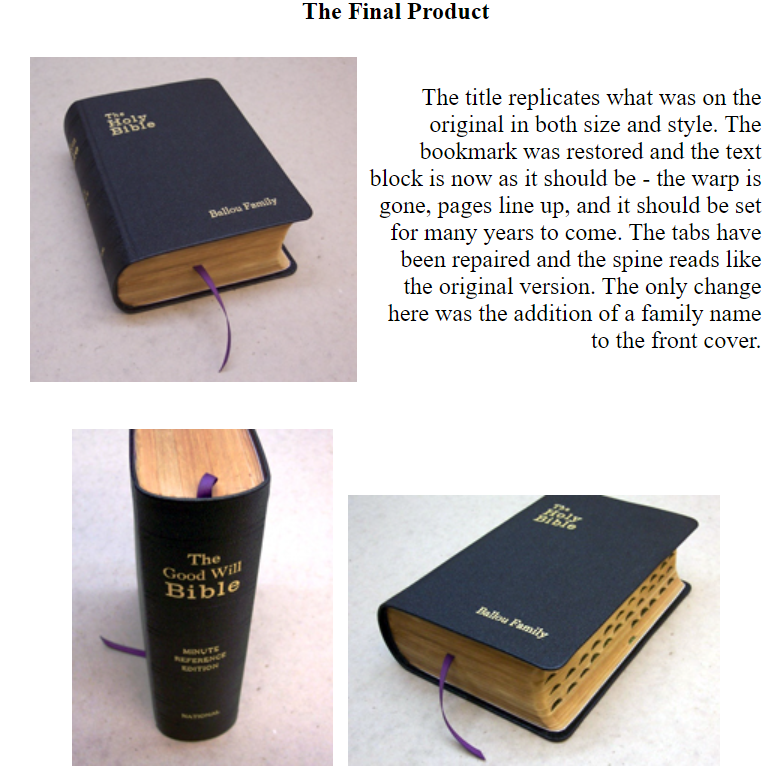 The Final Product
The
Holy
Bible
Ballou Family
The title replicates what was on the
original in both size and style. The
bookmark was restored and the text
block is now as it should be - the warp is
gone, pages line up, and it should be set
for many years to come. The tabs have
been repaired and the spine reads like
the original version. The only change
here was the addition of a family name
to the front cover.
The
Good Will
Bible
MINUTE
REFERENCE
EDITION
NATIONAL
The
Holy
Bible
Ballou Family